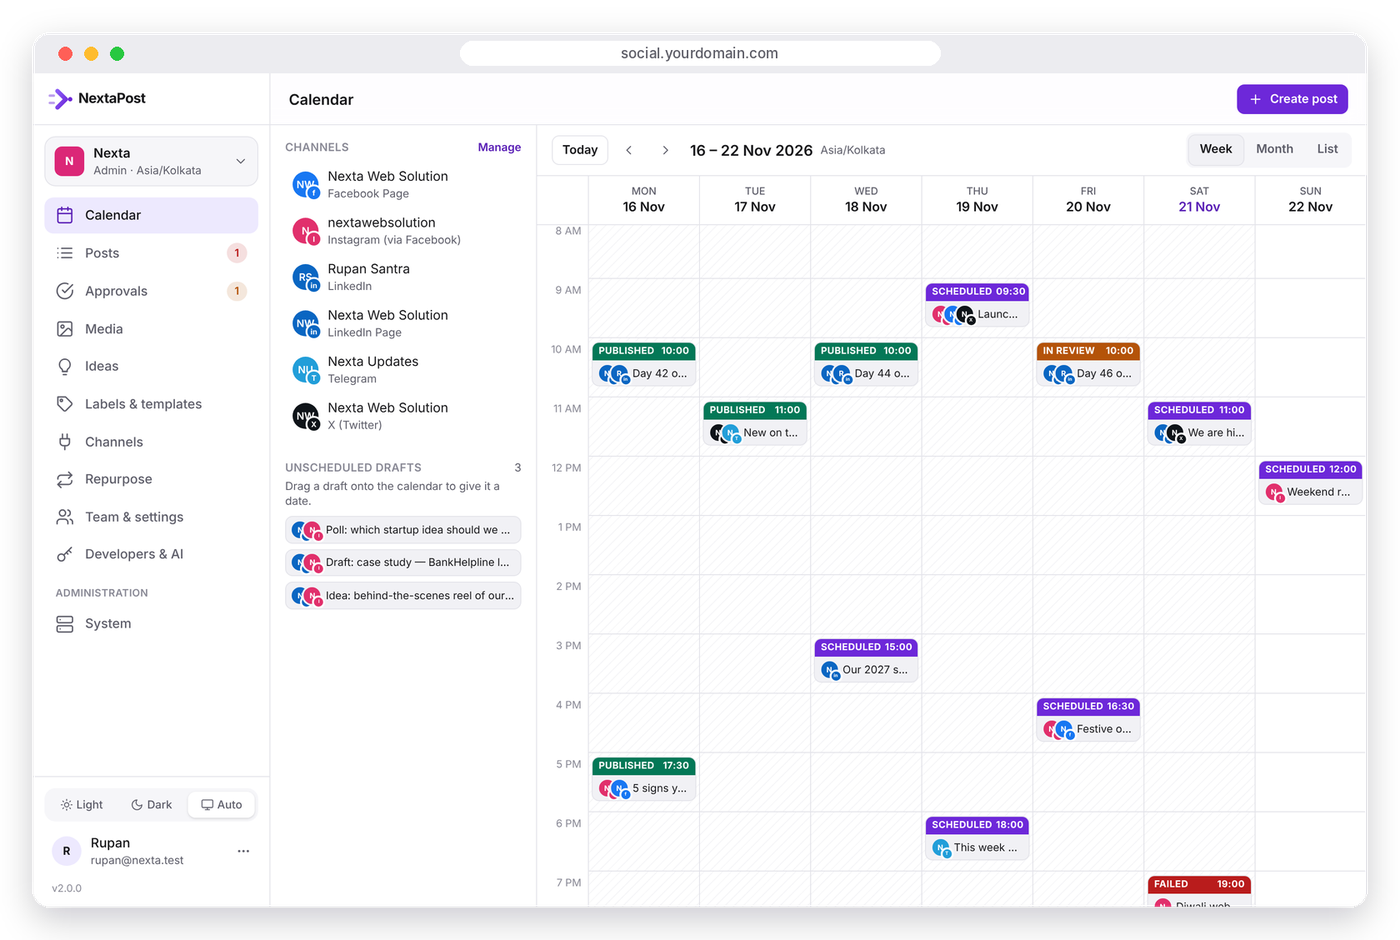 social.yourdomain.com
NextaPost
N
Nexta
Admin · Asia/Kolkata
Calendar
Posts 1
Approvals 1
Media
Ideas
Labels & templates
Channels
Repurpose
Team & settings
Developers & AI
ADMINISTRATION
System
Light Dark Auto
R
Rupan
rupan@nexta.test
v2.0.0
Calendar
+ Create post
CHANNELS Manage
Nexta Web Solution
Facebook Page
nextawebsolution
Instagram (via Facebook)
Rupan Santra
LinkedIn
Nexta Web Solution
LinkedIn Page
Nexta Updates
Telegram
Nexta Web Solution
X (Twitter)
UNSCHEDULED DRAFTS 3
Drag a draft onto the calendar to give it a
date.
Poll: which startup idea should we ...
Draft: case study — BankHelpline l...
Idea: behind-the-scenes reel of our...
Today 16 – 22 Nov 2026 Asia/Kolkata Week Month List
MON TUE WED THU FRI SAT SUN
16 Nov 17 Nov 18 Nov 19 Nov 20 Nov 21 Nov 22 Nov
8 AM
9 AM
SCHEDULED 09:30
Launc...
10 AM
PUBLISHED 10:00 PUBLISHED 10:00 IN REVIEW 10:00
Day 42 o... Day 44 o... Day 46 o...
11 AM
PUBLISHED 11:00 SCHEDULED 11:00
New on t... We are hi...
12 PM
SCHEDULED 12:00
Weekend r...
1 PM
2 PM
3 PM
SCHEDULED 15:00
Our 2027 s...
4 PM
SCHEDULED 16:30
Festive o...
5 PM
PUBLISHED 17:30
5 signs y...
6 PM
SCHEDULED 18:00
This week ...
7 PM
FAILED 19:00
Diwali web